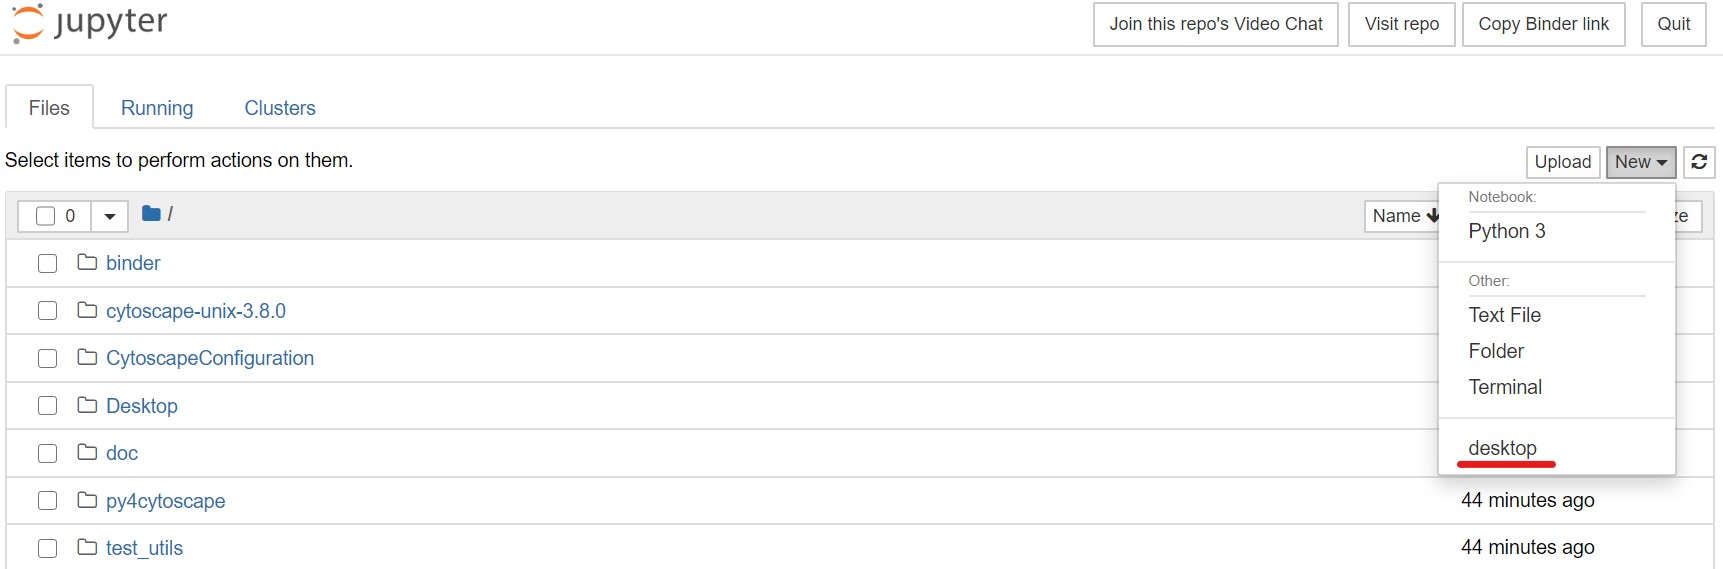 jupyter
Join this repo's Video Chat Visit repo Copy Binder link Quit
Files Running Clusters
Select items to perform actions on them.
Upload New
0 / Name ze
Notebook:
Python 3
Other:
Text File
Folder
Terminal
desktop
binder
cytoscape-unix-3.8.0
CytoscapeConfiguration
Desktop
doc
py4cytoscape 44 minutes ago
test_utils 44 minutes ago